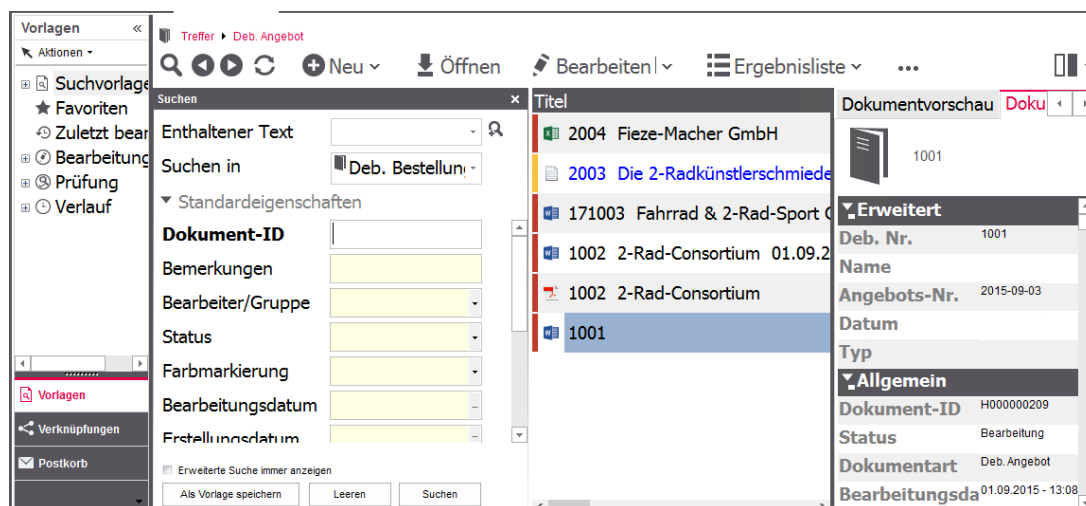 Vorlagen «
Aktionen
Suchvorlage
Favoriten
Zuletzt bear
Bearbeitung
Prüfung
Verlauf
Vorlagen
Verknüpfungen
Postkorb
Treffer Deb. Angebot
Neu Öffnen Bearbeiten Ergebnisliste ...
Suchen ×
Enthaltener Text
Suchen in Deb. Bestellun
Standardeigenschaften
Dokument-ID
Bemerkungen
Bearbeiter/Gruppe
Status
Farbmarkierung
Bearbeitungsdatum
Erstellungsdatum
Erweiterte Suche immer anzeigen
Als Vorlage speichern Leeren Suchen
Titel
2004 Fieze-Macher GmbH
2003 Die 2-Radkünstlerschmiede
171003 Fahrrad & 2-Rad-Sport
1002 2-Rad-Consortium 01.09.2
1002 2-Rad-Consortium
1001
Dokumentvorschau Doku
1001
Erweitert
Deb. Nr. 1001
Name
Angebots-Nr. 2015-09-03
Datum
Typ
Allgemein
Dokument-ID H000000209
Status Bearbeitung
Dokumentart Deb. Angebot
Bearbeitungsda 01.09.2015 - 13:08